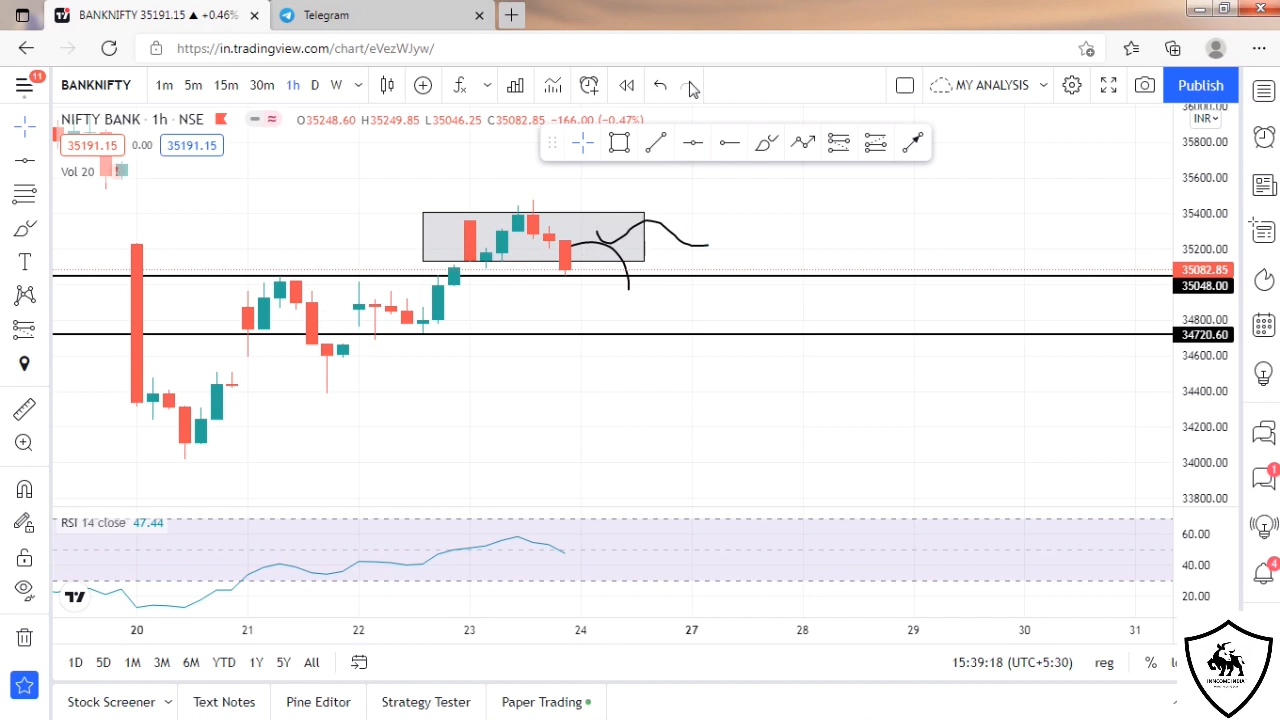 BANKNIFTY 35191.15 ▲ +0.46%
Telegram
https://in.tradingview.com/chart/eVezWJyw/
11
BANKNIFTY 1m 5m 15m 30m 1h D W MY ANALYSIS Publish
NIFTY BANK · 1h · NSE O35248.60 H35249.85 L35046.25 C35082.85 −166.00 (−0.47%)
35191.15 0.00 35191.15
Vol 20
36000.00
INR
35800.00
35600.00
35400.00
35200.00
35082.85
35048.00
34800.00
34720.60
34600.00
34400.00
34200.00
34000.00
33800.00
RSI 14 close 47.44
60.00
40.00
20.00
20 21 22 23 24 27 28 29 30 31
1
4
1D 5D 1M 3M 6M YTD 1Y 5Y All 15:39:18 (UTC+5:30) reg %
Stock Screener Text Notes Pine Editor Strategy Tester Paper Trading